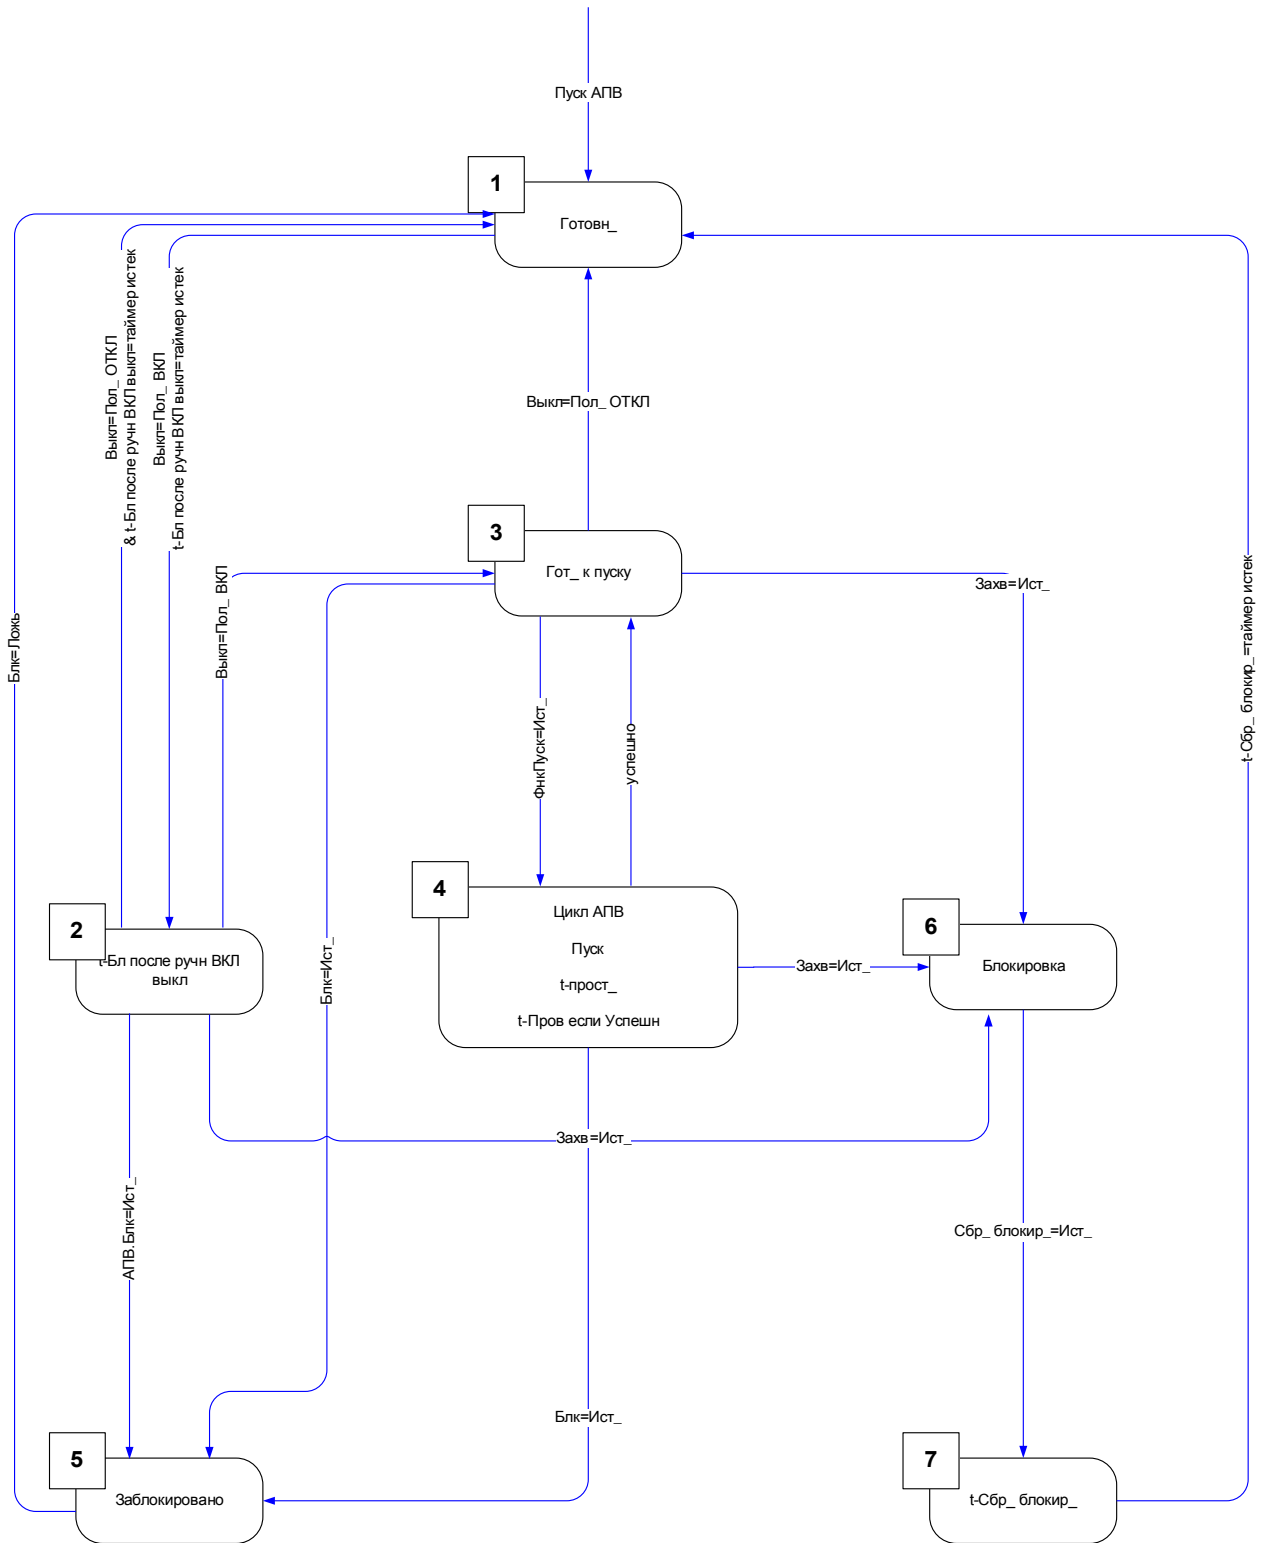 Пуск АПВ
1
Готовн_
Выкл=Пол_ ОТКЛ
& t-Бл после ручн ВКЛ выкл=таймер истек
Выкл=Пол_ ВКЛ
t-Бл после ручн ВКЛ выкл=таймер истек
Выкл=Пол_ ОТКЛ
3
Гот_ к пуску
Захв=Ист_
Выкл=Пол_ ВКЛ
Блк=Ложь
t-Сбр_ блокир_=таймер истек
ФнкПуск=Ист_
успешно
4
Цикл АПВ
Пуск
t-прост_
t-Пров если Успешн
2
t-Бл после ручн ВКЛ
выкл
Блк=Ист_
Захв=Ист_
6
Блокировка
Захв=Ист_
АПВ.Блк=Ист_
Сбр_ блокир_=Ист_
Блк=Ист_
5
Заблокировано
7
t-Сбр_ блокир_